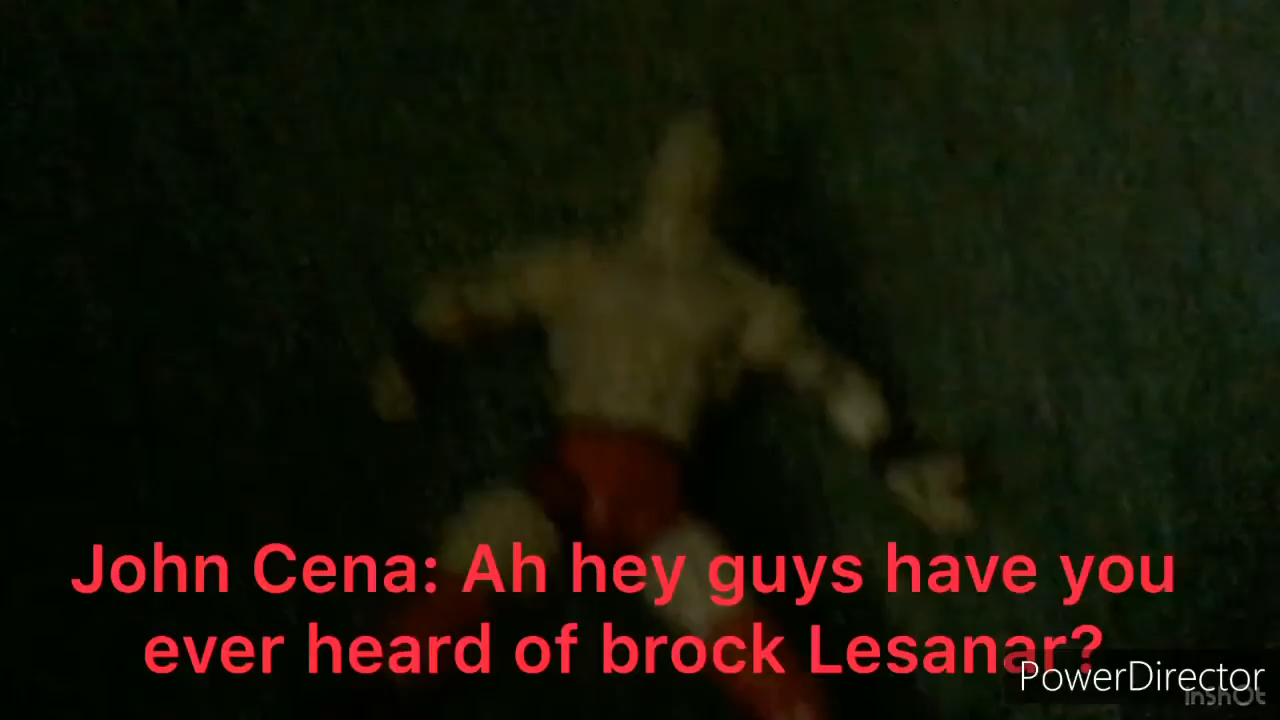 John Cena: Ah hey guys have you
ever heard of brock Lesanar?
PowerDirector
InShOt